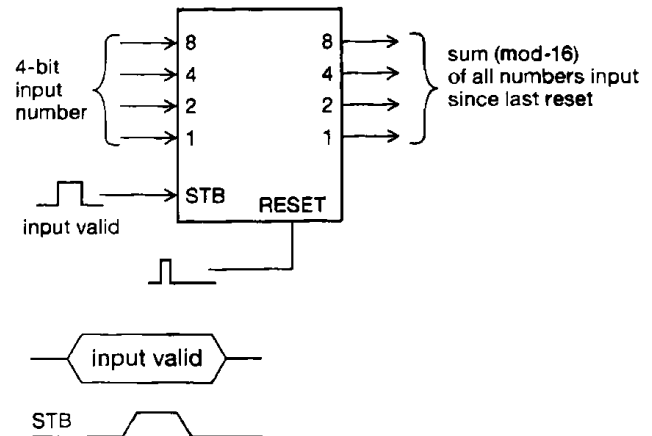 4-bit
input
number
8
4
2
1
STB
RESET
8
4
2
1
sum (mod-16)
of all numbers input
since last reset
input valid
input valid
STB